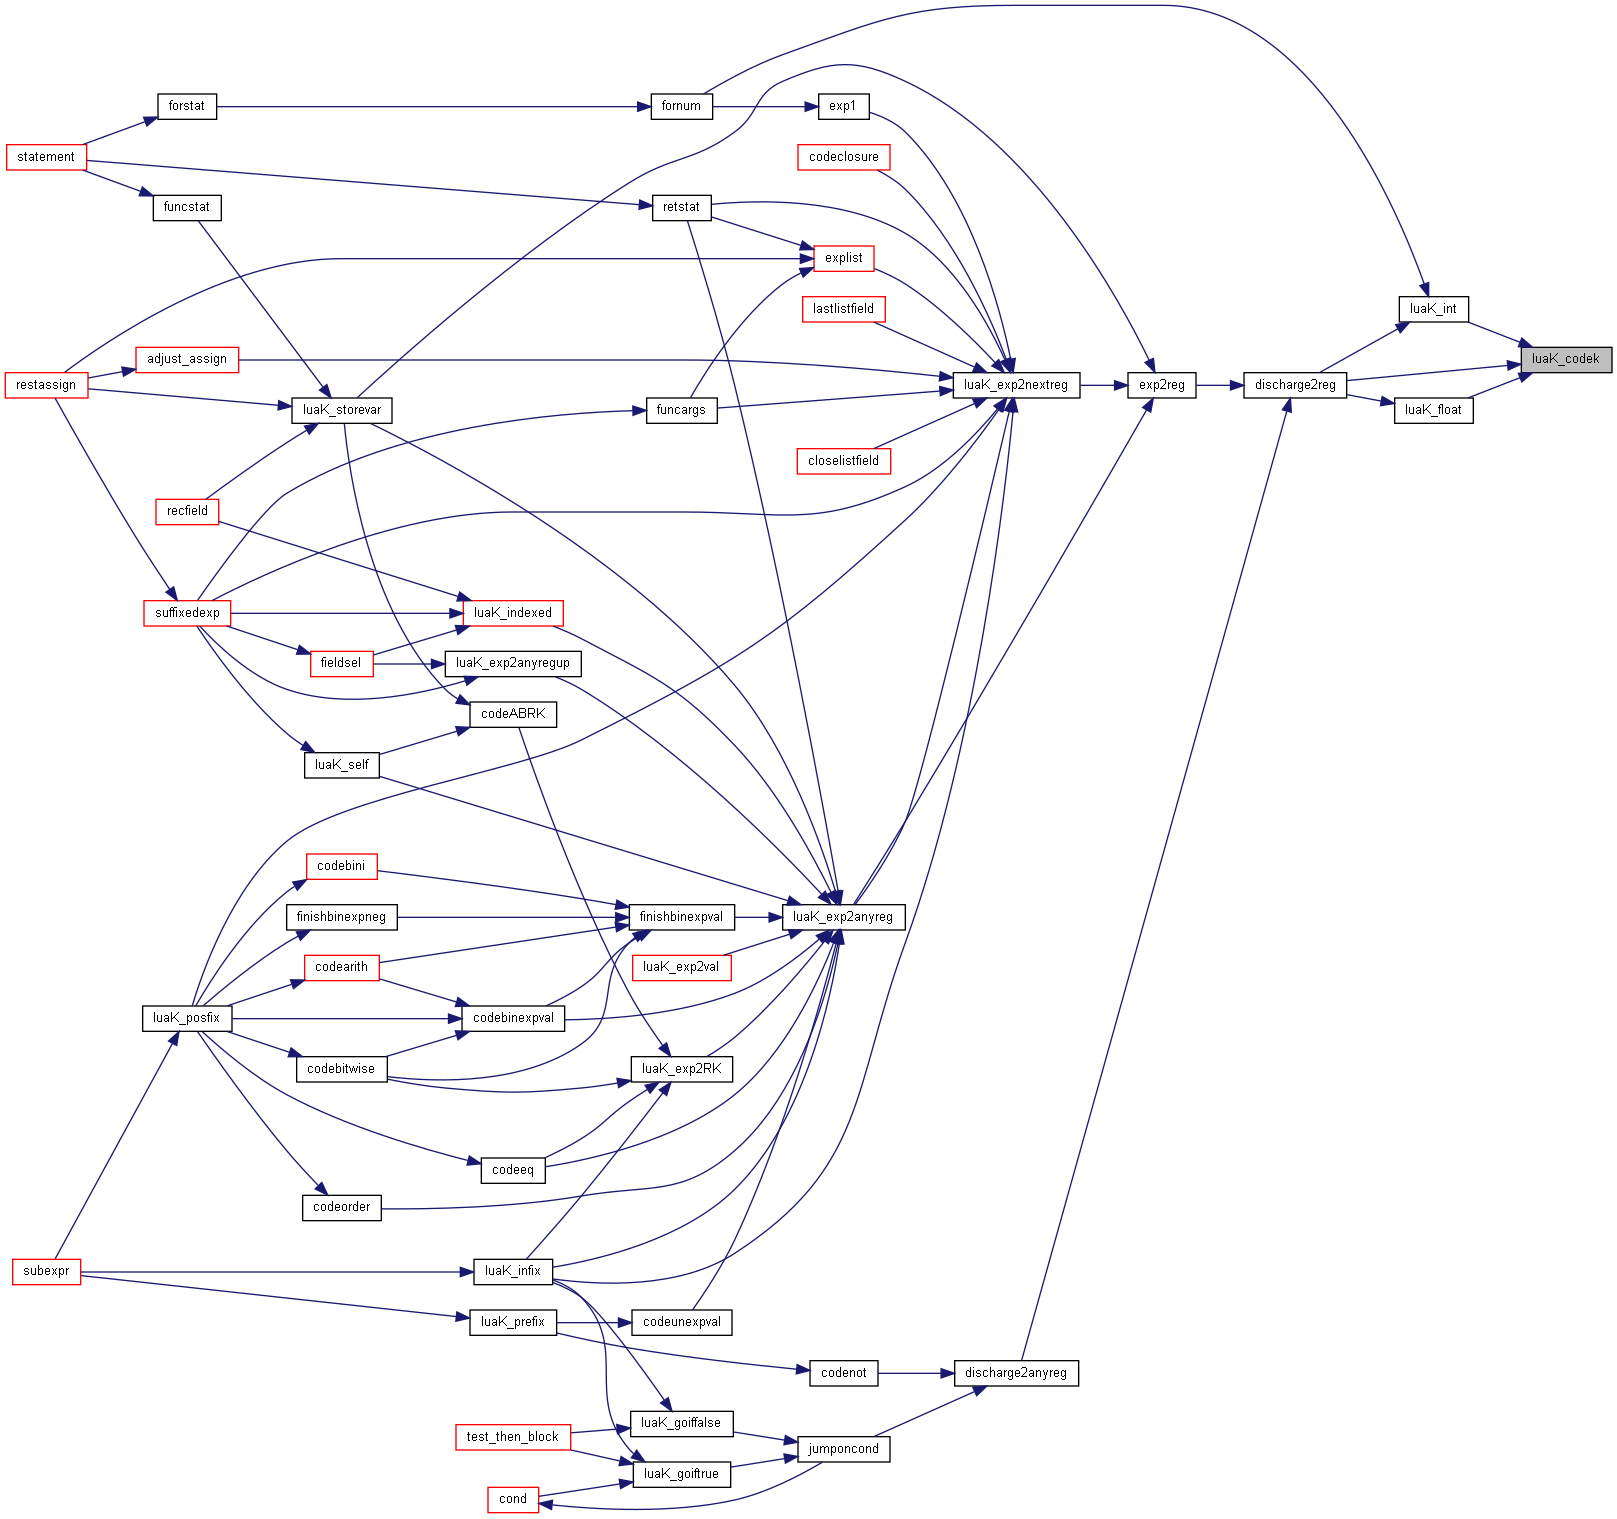 forstat
fornum
exp1
statement
codeclosure
funcstat
retstat
explist
lastlistfield
luaK_int
adjust_assign
luaK_codek
restassign
luaK_storevar
funcargs
luaK_exp2nextreg
exp2reg
discharge2reg
luaK_float
closelistfield
recfield
suffixedexp
luaK_indexed
fieldsel
luaK_exp2anyregup
codeABRK
luaK_self
codebini
finishbinexpneg
finishbinexpval
luaK_exp2anyreg
codearith
luaK_exp2val
luaK_posfix
codebinexpval
codebitwise
luaK_exp2RK
codeeq
codeorder
subexpr
luaK_infix
luaK_prefix
codeunexpval
codenot
discharge2anyreg
luaK_goiffalse
test_then_block
jumponcond
luaK_goiftrue
cond